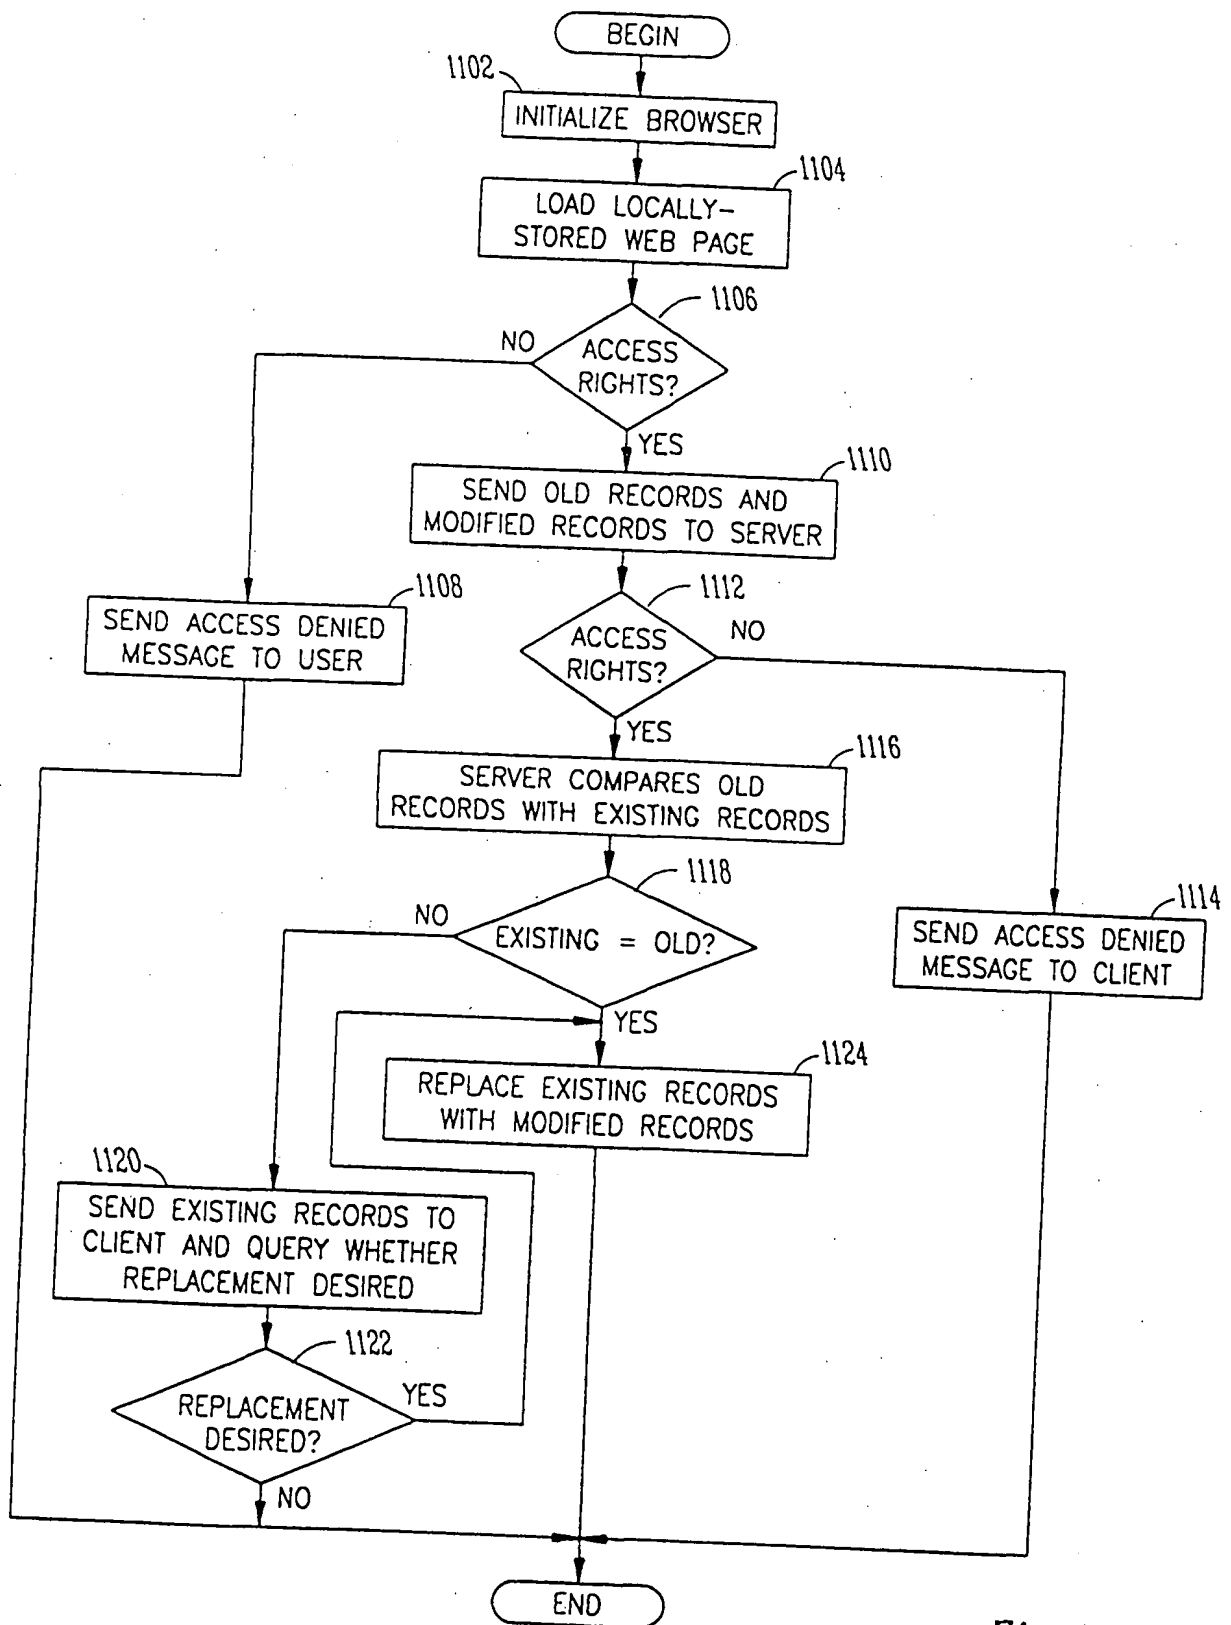 BEGIN
1102
INITIALIZE BROWSER
1104
LOAD LOCALLY-
STORED WEB PAGE
1106
NO
ACCESS
RIGHTS?
YES
1110
SEND OLD RECORDS AND
MODIFIED RECORDS TO SERVER
1108
SEND ACCESS DENIED
MESSAGE TO USER
1112
ACCESS
RIGHTS?
NO
YES
1116
SERVER COMPARES OLD
RECORDS WITH EXISTING RECORDS
1118
NO
EXISTING = OLD?
1114
SEND ACCESS DENIED
MESSAGE TO CLIENT
YES
1124
REPLACE EXISTING RECORDS
WITH MODIFIED RECORDS
1120
SEND EXISTING RECORDS TO
CLIENT AND QUERY WHETHER
REPLACEMENT DESIRED
1122
YES
REPLACEMENT
DESIRED?
NO
END